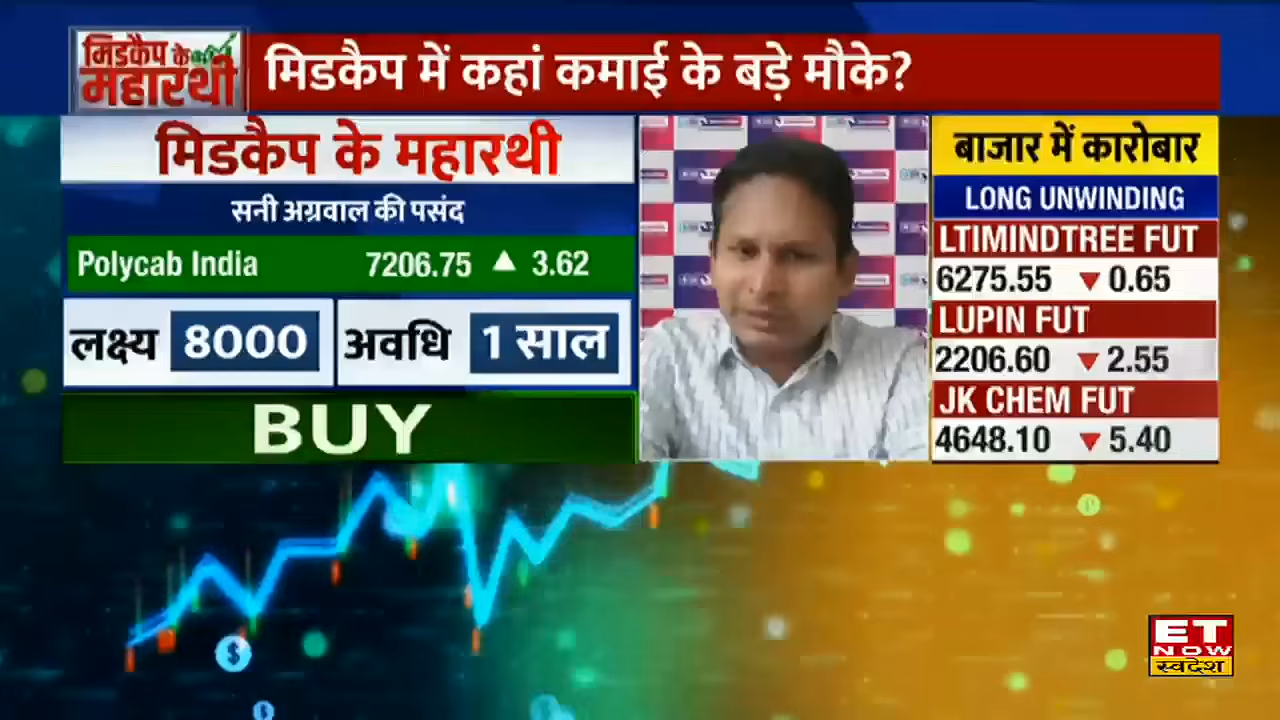 मिडकैप के
महारथी
मिडकैप में कहां कमाई के बड़े मौके?
मिडकैप के महारथी
सनी अग्रवाल की पसंद
Polycab India 7206.75 ▲ 3.62
लक्ष्य 8000 अवधि 1 साल
BUY
बाजार में कारोबार
LONG UNWINDING
LTIMINDTREE FUT
6275.55 ▼ 0.65
LUPIN FUT
2206.60 ▼ 2.55
JK CHEM FUT
4648.10 ▼ 5.40
ET
NOW
स्वदेश